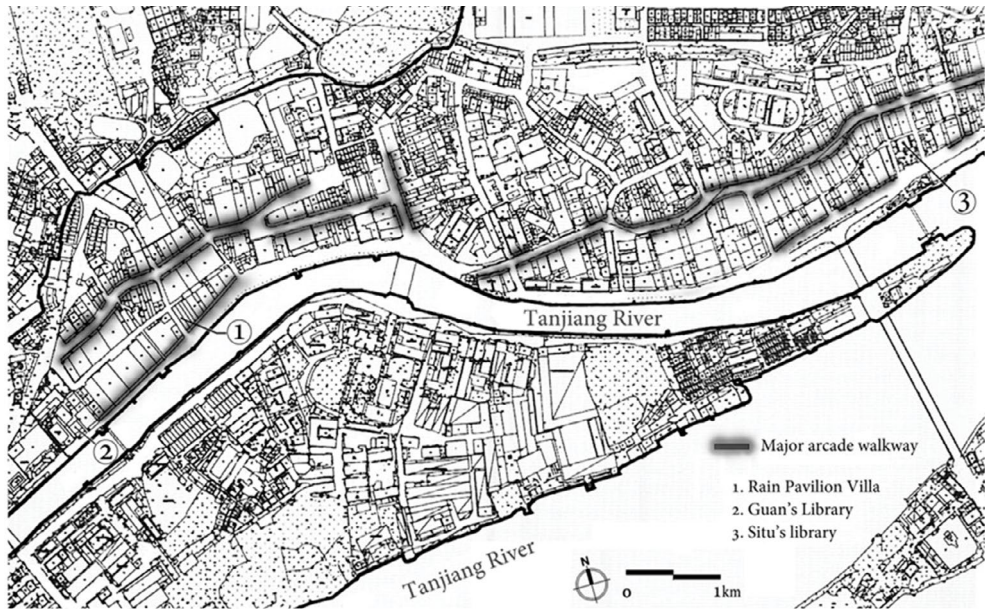 3
Tanjiang River
1
2
Major arcade walkway
1. Rain Pavilion Villa
2. Guan's Library
3. Situ's library
Tanjiang River
N
0 1km